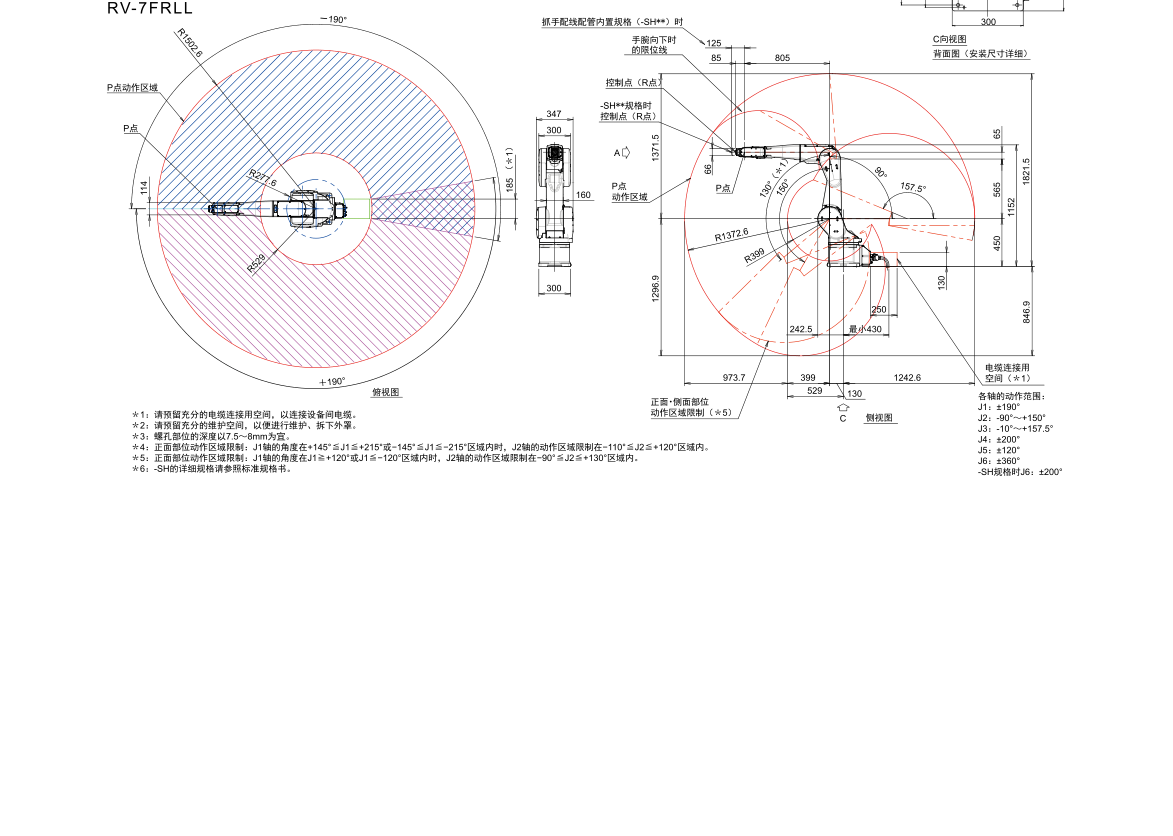 RV-7FRLL
−190°
R1502.6
P点动作区域
P点
114
R277.6
R529
185（＊1）
+190°
俯视图
347
300
160
300
抓手配线配管内置规格（-SH**）时
手腕向下时
的限位线
125
85
805
控制点（R点）
-SH**规格时
控制点（R点）
A
1371.5
66
P点
P点
动作区域
130°（＊1）
150°
90°
157.5°
65
565
450
1152
1821.5
R1372.6
R399
1296.9
130
846.9
250
242.5
最小430
973.7
399
1242.6
529
130
C
侧视图
正面·侧面部位
动作区域限制（＊5）
电缆连接用
空间（＊1）
300
C向视图
背面图（安装尺寸详细）
各轴的动作范围：
J1：±190°
J2：-90°～+150°
J3：-10°～+157.5°
J4：±200°
J5：±120°
J6：±360°
-SH规格时J6：±200°
＊1：请预留充分的电缆连接用空间，以连接设备间电缆。
＊2：请预留充分的维护空间，以便进行维护、拆下外罩。
＊3：螺孔部位的深度以7.5～8mm为宜。
＊4：正面部位动作区域限制：J1轴的角度在+145°≦J1≦+215°或−145°≦J1≦−215°区域内时，J2轴的动作区域限制在−110°≦J2≦+120°区域内。
＊5：正面部位动作区域限制：J1轴的角度在J1≧+120°或J1≦−120°区域内时，J2轴的动作区域限制在−90°≦J2≦+130°区域内。
＊6：-SH的详细规格请参照标准规格书。